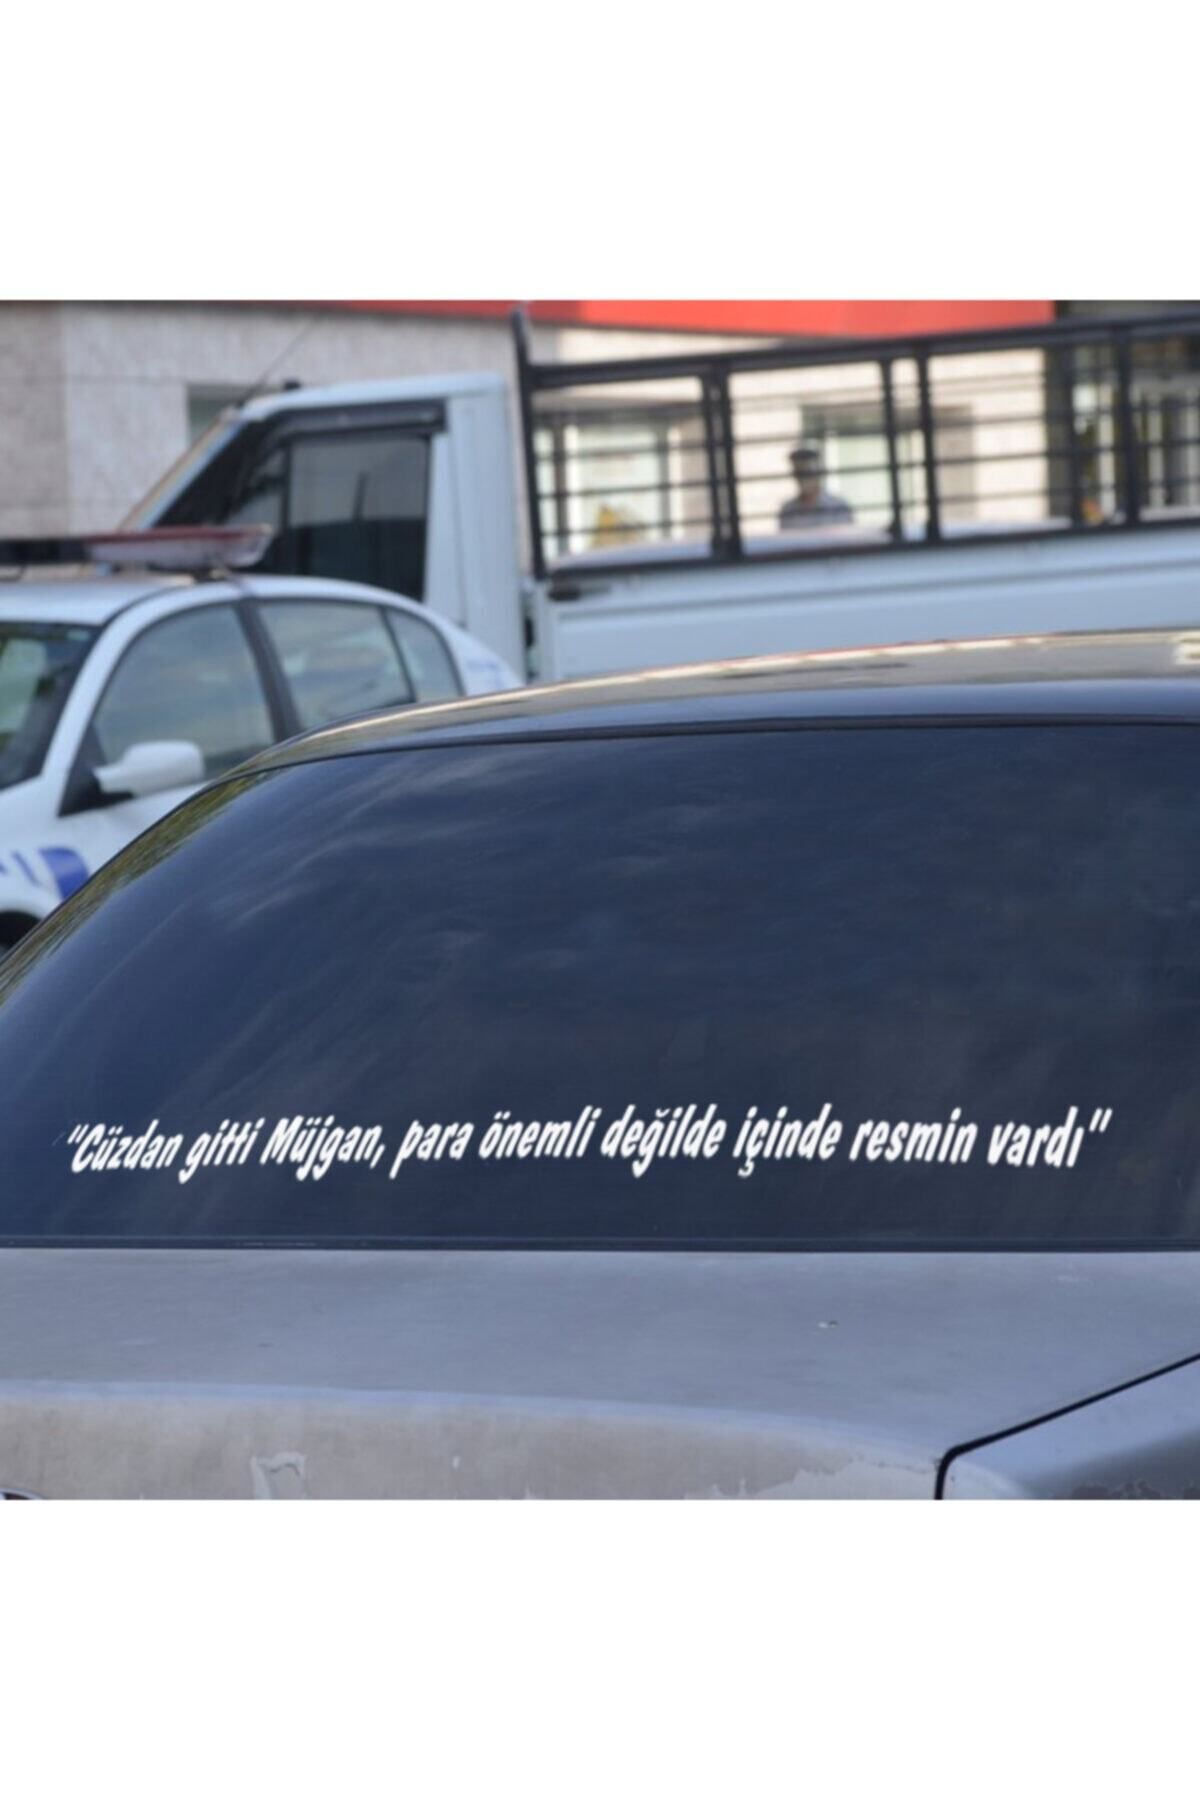 "Cüzdan gitti Müjgan, para önemli değilde içinde resmin vardı"